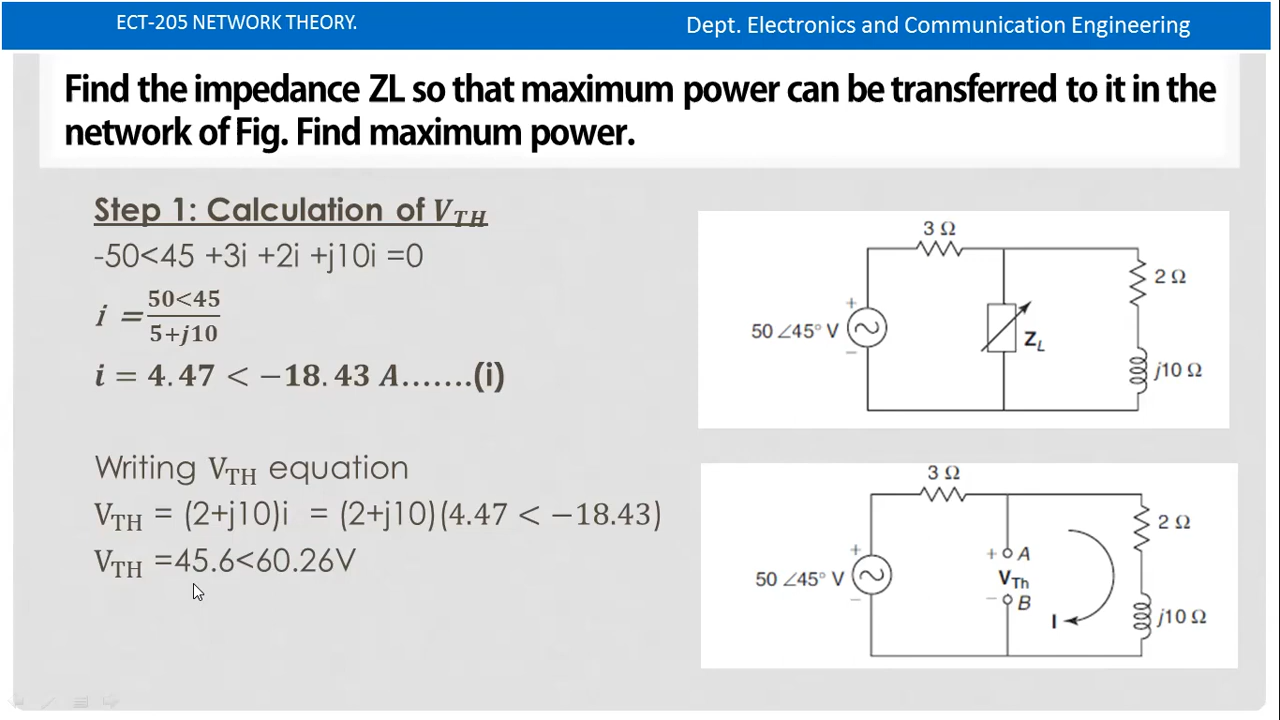 ECT-205 NETWORK THEORY.
Dept. Electronics and Communication Engineering
Find the impedance ZL so that maximum power can be transferred to it in the
network of Fig. Find maximum power.
Step 1: Calculation of V_TH
-50<45 +3i +2i +j10i =0
i = 50<45 / 5+j10
i = 4.47 < −18.43 A.......(i)
Writing V_TH equation
V_TH = (2+j10)i = (2+j10)(4.47 < −18.43)
V_TH =45.6<60.26V
3 Ω
2 Ω
+
50 ∠45° V
−
Z_L
j10 Ω
3 Ω
2 Ω
+
+ A
50 ∠45° V
V_Th
−
− B
I
j10 Ω